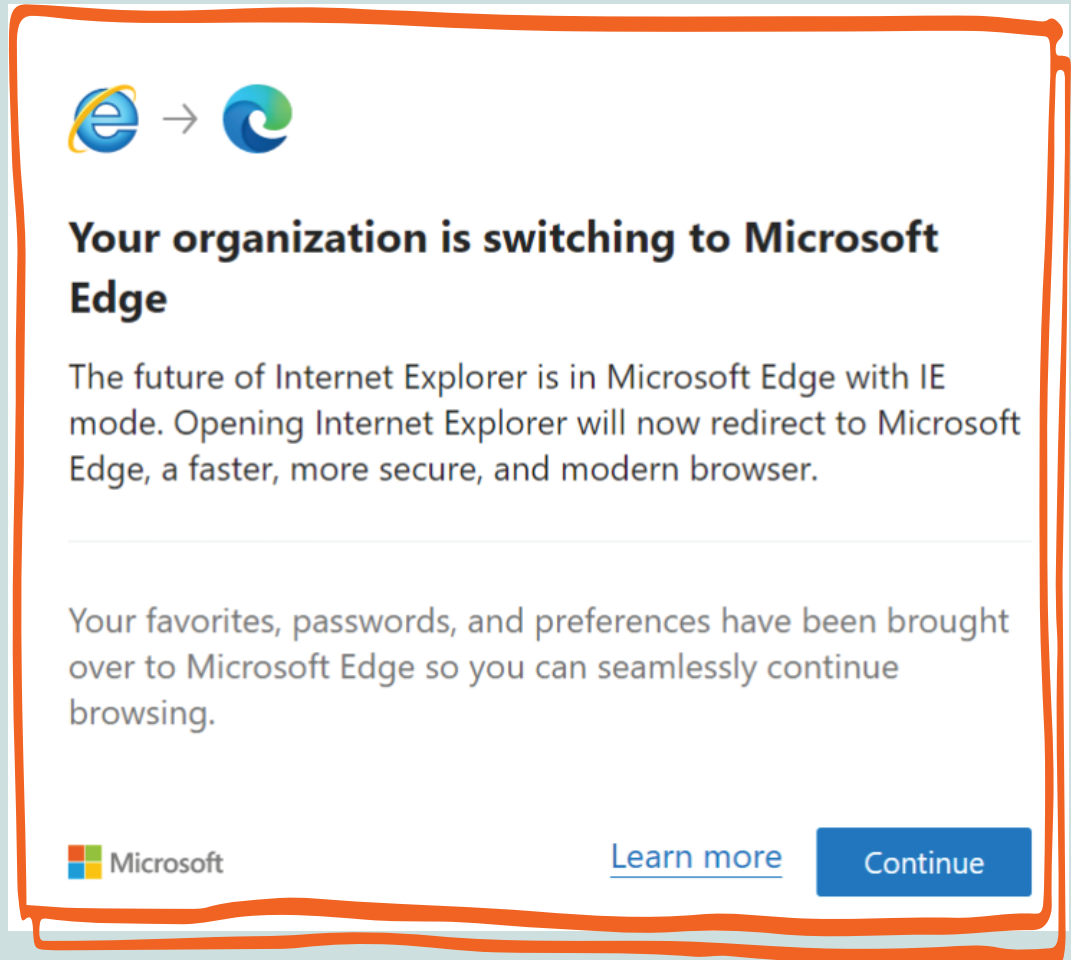 Your organization is switching to Microsoft
Edge
The future of Internet Explorer is in Microsoft Edge with IE
mode. Opening Internet Explorer will now redirect to Microsoft
Edge, a faster, more secure, and modern browser.
Your favorites, passwords, and preferences have been brought
over to Microsoft Edge so you can seamlessly continue
browsing.
Microsoft Learn more Continue